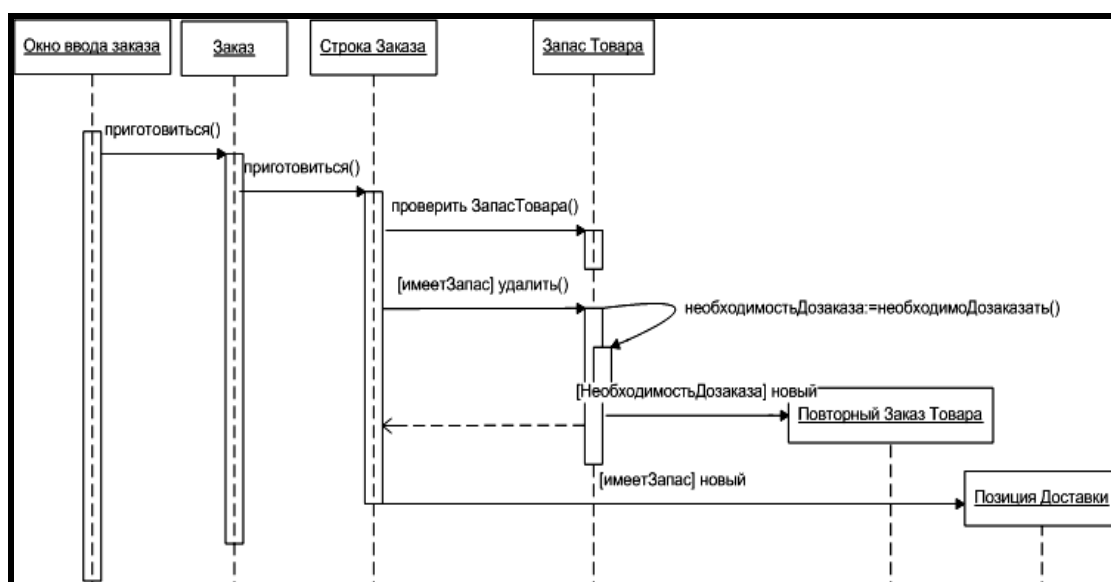 Окно ввода заказа
Заказ
Строка Заказа
Запас Товара
приготовиться()
приготовиться()
проверить ЗапасТовара()
[имеетЗапас] удалить()
необходимостьДозаказа:=необходимоДозаказать()
[НеобходимостьДозаказа] новый
Повторный Заказ Товара
[имеетЗапас] новый
Позиция Доставки